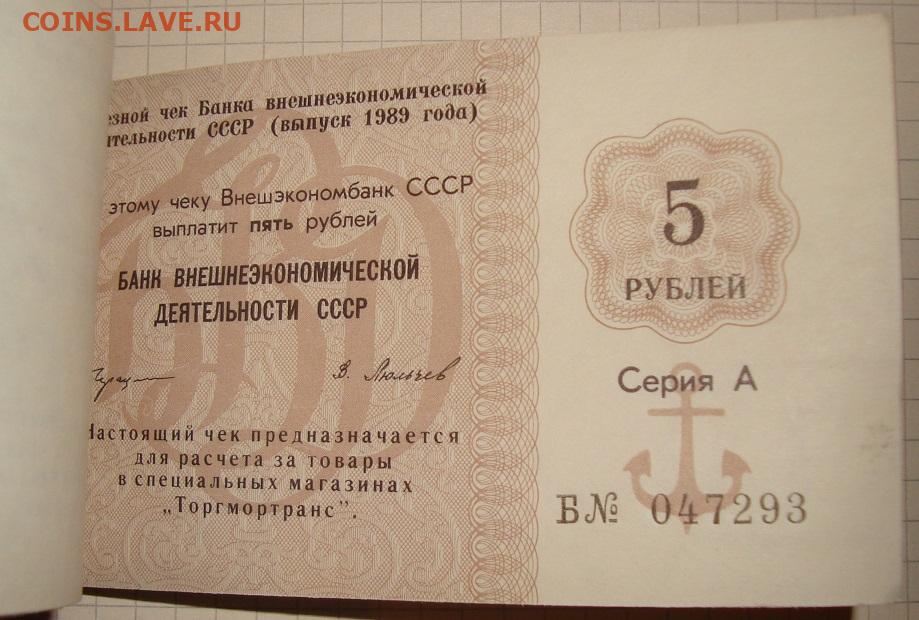 COINS.LAVE.RU
езной чек Банка внешнеэкономической
ятельности СССР (выпуск 1989 года)
этому чеку Внешэкономбанк СССР
выплатит пять рублей
БАНК ВНЕШНЕЭКОНОМИЧЕСКОЙ
ДЕЯТЕЛЬНОСТИ СССР
В. Люльчев
Настоящий чек предназначается
для расчета за товары
в специальных магазинах
„Торгмортранс".
5
РУБЛЕЙ
Серия А
Б№ 047293